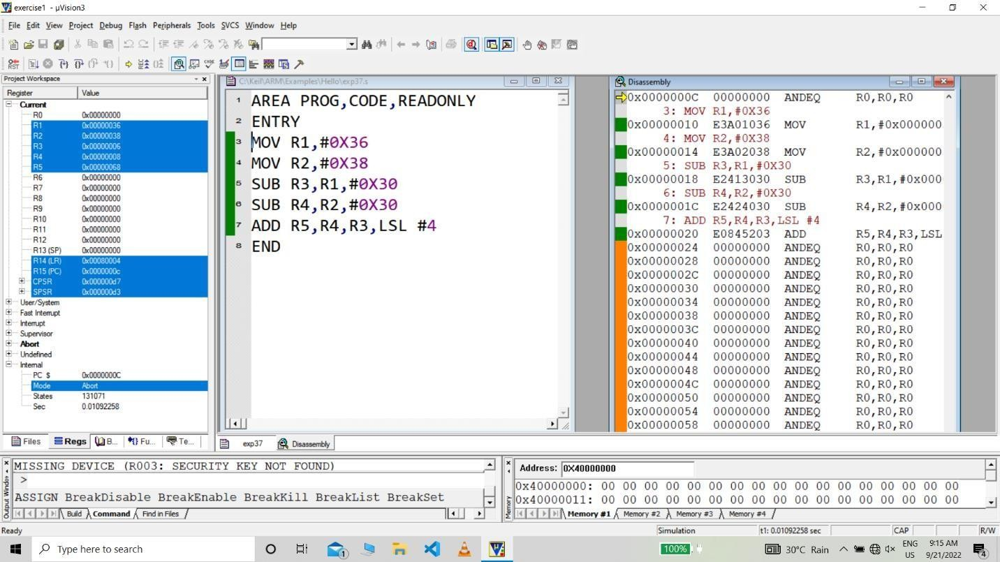 exercise1 - µVision3
File Edit View Project Debug Flash Peripherals Tools SVCS Window Help
Project Workspace
Register Value
Current
R0 0x00000000
R1 0x00000036
R2 0x00000038
R3 0x00000006
R4 0x00000008
R5 0x00000068
R6 0x00000000
R7 0x00000000
R8 0x00000000
R9 0x00000000
R10 0x00000000
R11 0x00000000
R12 0x00000000
R13 (SP) 0x00000000
R14 (LR) 0x00080004
R15 (PC) 0x0000000c
CPSR 0x000000d7
SPSR 0x000000d3
User/System
Fast Interrupt
Interrupt
Supervisor
Abort
Undefined
Internal
PC $ 0x0000000C
Mode Abort
States 131071
Sec 0.01092258
Files Regs B... Fu... Te...
C:\Keil\ARM\Examples\Hello\exp37.s
1 AREA PROG,CODE,READONLY
2 ENTRY
3 MOV R1,#0X36
4 MOV R2,#0X38
5 SUB R3,R1,#0X30
6 SUB R4,R2,#0X30
7 ADD R5,R4,R3,LSL #4
8 END
exp37 Disassembly
Disassembly
0x0000000C 00000000 ANDEQ R0,R0,R0
3: MOV R1,#0X36
0x00000010 E3A01036 MOV R1,#0x000000
4: MOV R2,#0X38
0x00000014 E3A02038 MOV R2,#0x000000
5: SUB R3,R1,#0X30
0x00000018 E2413030 SUB R3,R1,#0x000
6: SUB R4,R2,#0X30
0x0000001C E2424030 SUB R4,R2,#0x000
7: ADD R5,R4,R3,LSL #4
0x00000020 E0845203 ADD R5,R4,R3,LSL
0x00000024 00000000 ANDEQ R0,R0,R0
0x00000028 00000000 ANDEQ R0,R0,R0
0x0000002C 00000000 ANDEQ R0,R0,R0
0x00000030 00000000 ANDEQ R0,R0,R0
0x00000034 00000000 ANDEQ R0,R0,R0
0x00000038 00000000 ANDEQ R0,R0,R0
0x0000003C 00000000 ANDEQ R0,R0,R0
0x00000040 00000000 ANDEQ R0,R0,R0
0x00000044 00000000 ANDEQ R0,R0,R0
0x00000048 00000000 ANDEQ R0,R0,R0
0x0000004C 00000000 ANDEQ R0,R0,R0
0x00000050 00000000 ANDEQ R0,R0,R0
0x00000054 00000000 ANDEQ R0,R0,R0
0x00000058 00000000 ANDEQ R0,R0,R0
Output Window
MISSING DEVICE (R003: SECURITY KEY NOT FOUND)
>
ASSIGN BreakDisable BreakEnable BreakKill BreakList BreakSet
Build Command Find in Files
Memory
Address: 0X40000000
0x40000000: 00 00 00 00 00 00 00 00 00 00 00 00 00 00 00 00 00
0x40000011: 00 00 00 00 00 00 00 00 00 00 00 00 00 00 00 00 00
Memory #1 Memory #2 Memory #3 Memory #4
Ready Simulation t1: 0.01092258 sec CAP R/W
Type here to search
1
100%
30°C Rain
ENG
US
9:15 AM
9/21/2022
4